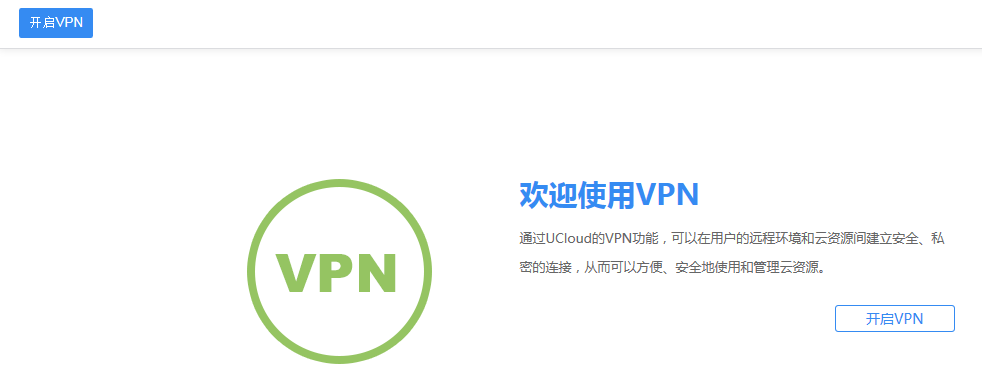 开启VPN
VPN
欢迎使用VPN
通过UCloud的VPN功能，可以在用户的远程环境和云资源间建立安全、私
密的连接，从而可以方便、安全地使用和管理云资源。
开启VPN